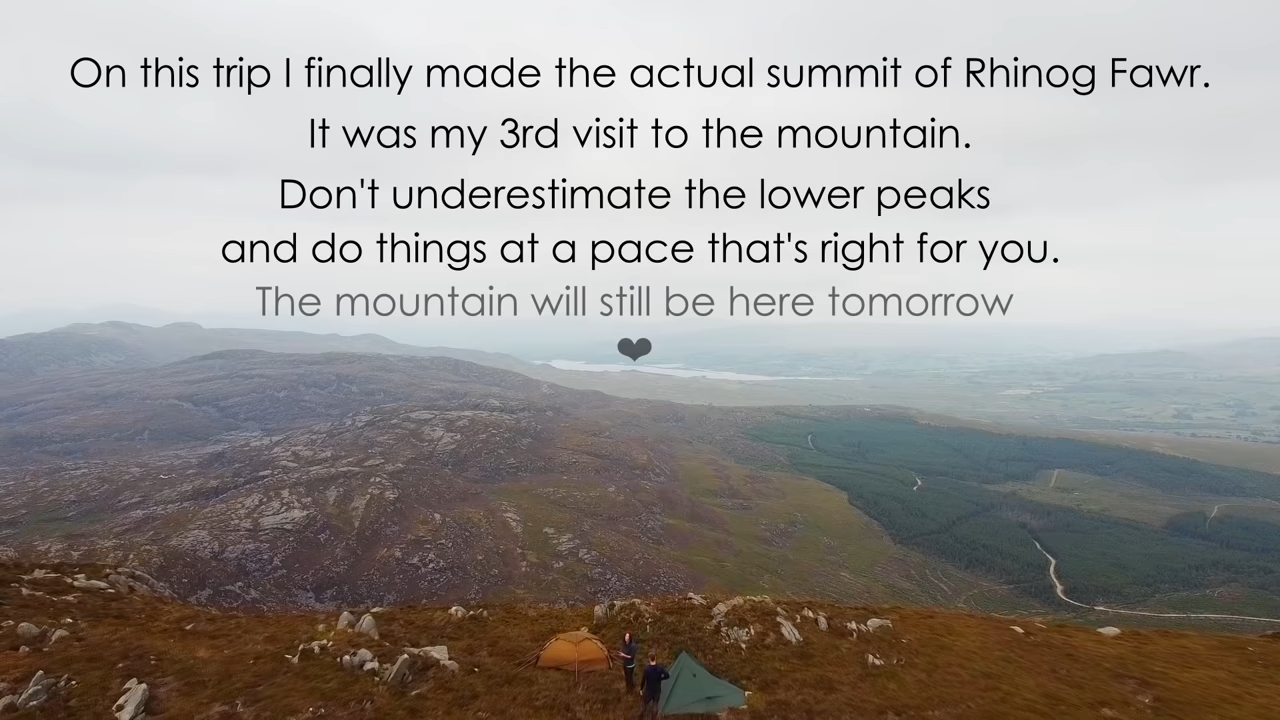 On this trip I finally made the actual summit of Rhinog Fawr.
It was my 3rd visit to the mountain.
Don't underestimate the lower peaks
and do things at a pace that's right for you.
The mountain will still be here tomorrow
❤